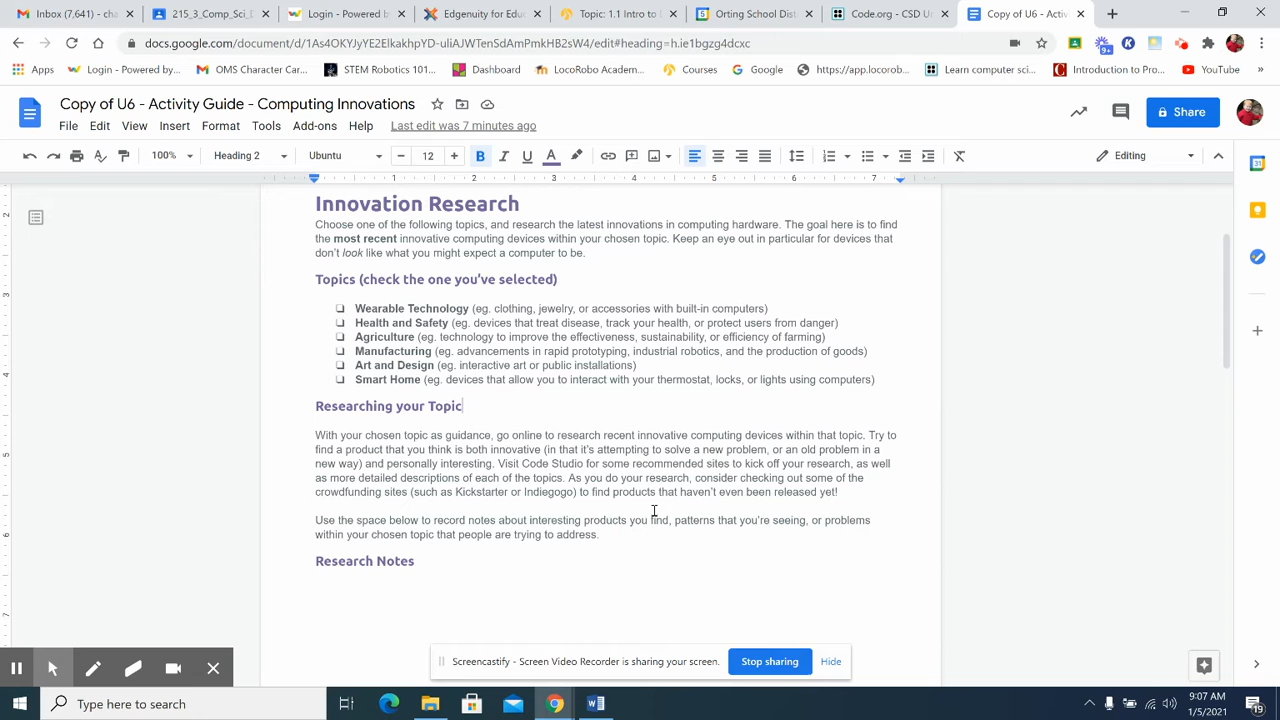 Inbox (7,641) - cha
215_3_Comp_Sci_D
Login - Powered by
Edgenuity for Educ
Topic: 1.1 Intro to
Orting School Dist
Code.org - CSD U
Copy of U6 - Activ
docs.google.com/document/d/1As4OKYJyYE2ElkakhpYD-uliAJWTenSdAmPmkHB2sW4/edit#heading=h.ie1bgzg4dcxc
Apps
Login - Powered by...
OMS Character Car...
STEM Robotics 101...
Dashboard
LocoRobo Academ...
Courses
Google
https://app.locorob...
Learn computer sci...
Introduction to Pro...
YouTube
»
Copy of U6 - Activity Guide - Computing Innovations
Share
File Edit View Insert Format Tools Add-ons Help Last edit was 7 minutes ago
100% Heading 2 Ubuntu 12 B I U A Editing
1 2 3 4 5 6 7
Innovation Research
Choose one of the following topics, and research the latest innovations in computing hardware. The goal here is to find
the most recent innovative computing devices within your chosen topic. Keep an eye out in particular for devices that
don't look like what you might expect a computer to be.
Topics (check the one you've selected)
Wearable Technology (eg. clothing, jewelry, or accessories with built-in computers)
Health and Safety (eg. devices that treat disease, track your health, or protect users from danger)
Agriculture (eg. technology to improve the effectiveness, sustainability, or efficiency of farming)
Manufacturing (eg. advancements in rapid prototyping, industrial robotics, and the production of goods)
Art and Design (eg. interactive art or public installations)
Smart Home (eg. devices that allow you to interact with your thermostat, locks, or lights using computers)
Researching your Topic
With your chosen topic as guidance, go online to research recent innovative computing devices within that topic. Try to
find a product that you think is both innovative (in that it's attempting to solve a new problem, or an old problem in a
new way) and personally interesting. Visit Code Studio for some recommended sites to kick off your research, as well
as more detailed descriptions of each of the topics. As you do your research, consider checking out some of the
crowdfunding sites (such as Kickstarter or Indiegogo) to find products that haven't even been released yet!
Use the space below to record notes about interesting products you find, patterns that you're seeing, or problems
within your chosen topic that people are trying to address.
Research Notes
Screencastify - Screen Video Recorder is sharing your screen.
Stop sharing
Hide
Type here to search
9:07 AM
1/5/2021